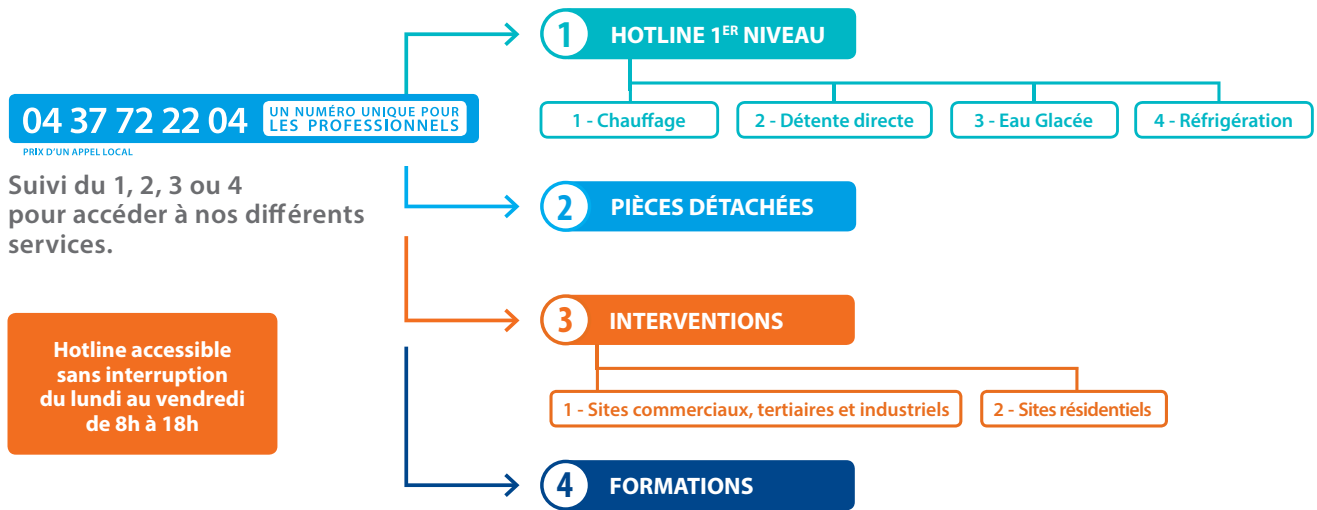 04 37 72 22 04
UN NUMÉRO UNIQUE POUR
LES PROFESSIONNELS
PRIX D'UN APPEL LOCAL
Suivi du 1, 2, 3 ou 4
pour accéder à nos différents
services.
Hotline accessible
sans interruption
du lundi au vendredi
de 8h à 18h
1 HOTLINE 1ER NIVEAU
1 - Chauffage
2 - Détente directe
3 - Eau Glacée
4 - Réfrigération
2 PIÈCES DÉTACHÉES
3 INTERVENTIONS
1 - Sites commerciaux, tertiaires et industriels
2 - Sites résidentiels
4 FORMATIONS